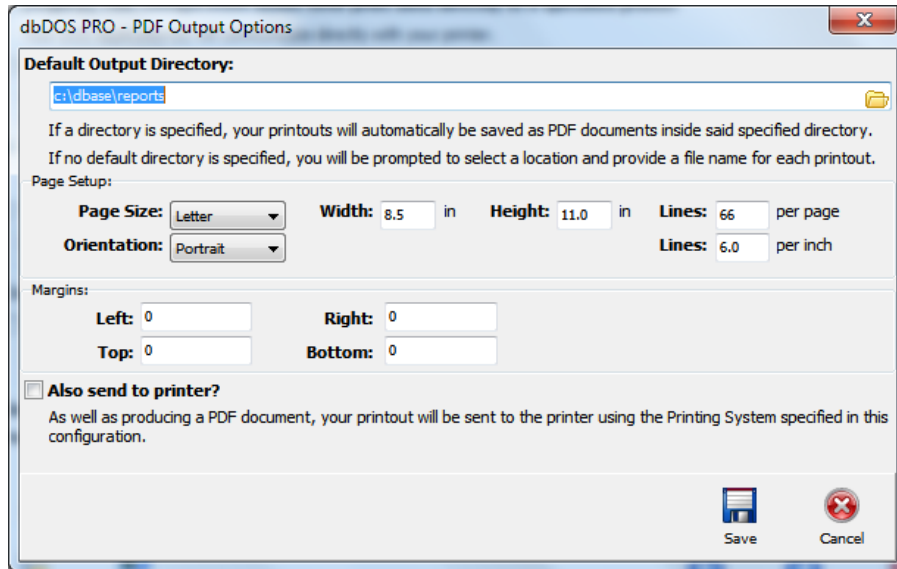 dbDOS PRO - PDF Output Options
Default Output Directory:
c:\dbase\reports
If a directory is specified, your printouts will automatically be saved as PDF documents inside said specified directory.
If no default directory is specified, you will be prompted to select a location and provide a file name for each printout.
Page Setup:
Page Size: Letter Width: 8.5 in Height: 11.0 in Lines: 66 per page
Orientation: Portrait Lines: 6.0 per inch
Margins:
Left: 0 Right: 0
Top: 0 Bottom: 0
Also send to printer?
As well as producing a PDF document, your printout will be sent to the printer using the Printing System specified in this
configuration.
Save Cancel